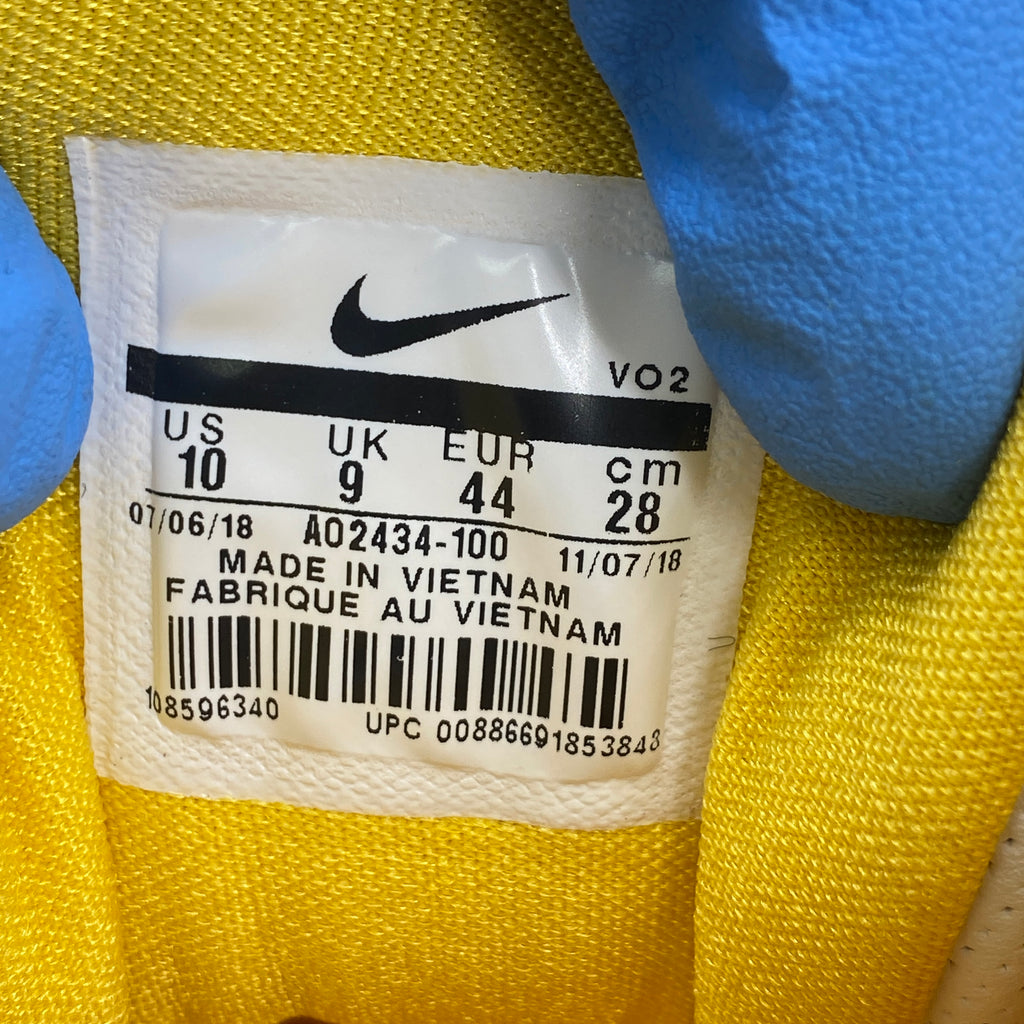 VO2
US UK EUR cm
10 9 44 28
07/06/18 AO2434-100 11/07/18
MADE IN VIETNAM
FABRIQUE AU VIETNAM
108596340 UPC 00886691853848